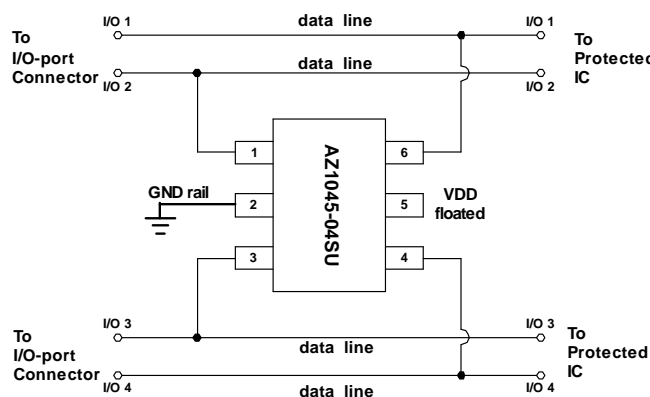 I/O 1
data line
I/O 1
To
I/O-port
Connector
To
Protected
IC
data line
I/O 2
I/O 2
1
6
GND rail
2
AZ1045-04SU
5
VDD
floated
3
4
To
I/O-port
Connector
I/O 3
I/O 3
To
Protected
IC
data line
I/O 4
I/O 4
data line